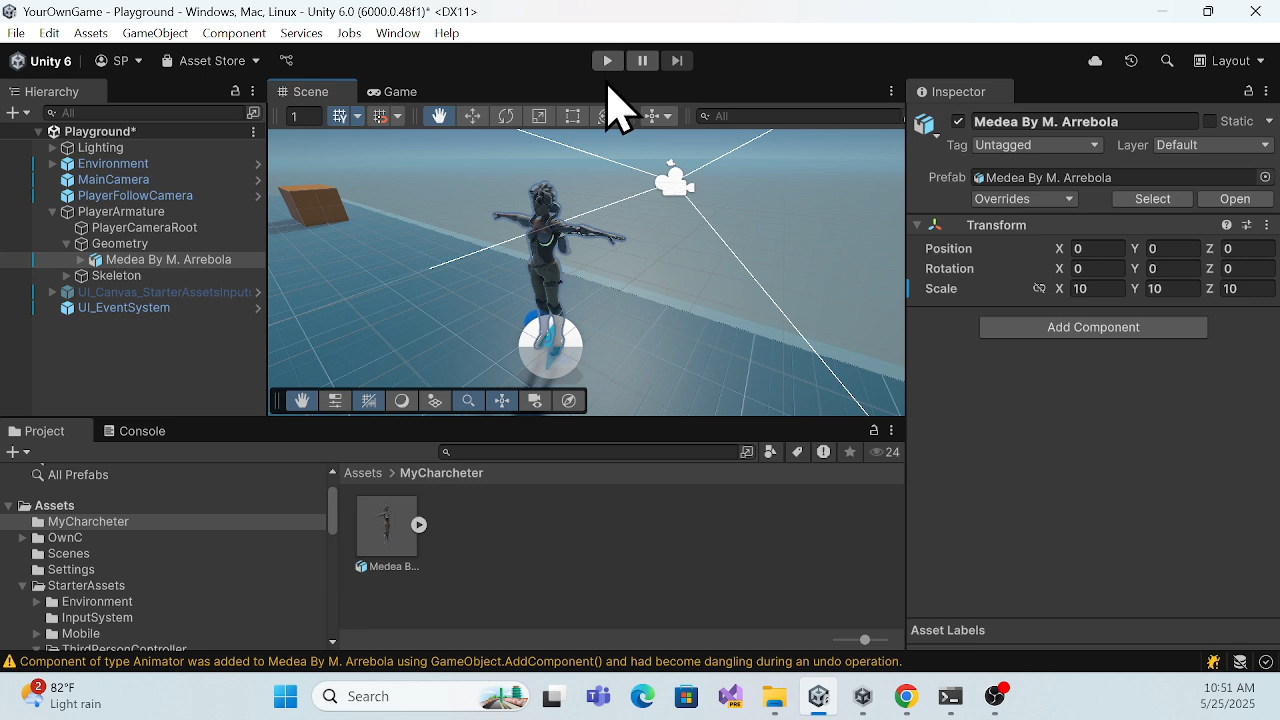 YourOwnGame - Playground - Windows, Mac, Linux - Unity 6.0 (6000.0.48f1)* <DX11>
File Edit Assets GameObject Component Services Jobs Window Help
Unity 6 SP Asset Store Layout
Hierarchy
All
Playground*
Lighting
Environment
MainCamera
PlayerFollowCamera
PlayerArmature
PlayerCameraRoot
Geometry
Medea By M. Arrebola
Skeleton
UI_Canvas_StarterAssetsInputs
UI_EventSystem
Scene Game
1 All
Inspector
Medea By M. Arrebola Static
Tag Untagged Layer Default
Prefab Medea By M. Arrebola
Overrides Select Open
Transform
Position X 0 Y 0 Z 0
Rotation X 0 Y 0 Z 0
Scale X 10 Y 10 Z 10
Add Component
Asset Labels
Project Console
24
All Prefabs
Assets
MyCharcheter
OwnC
Scenes
Settings
StarterAssets
Environment
InputSystem
Mobile
ThirdPersonController
Assets > MyCharcheter
Medea B...
Component of type Animator was added to Medea By M. Arrebola using GameObject.AddComponent() and had become dangling during an undo operation.
2
82°F
Light rain
Search
PRE
10:51 AM
5/25/2025